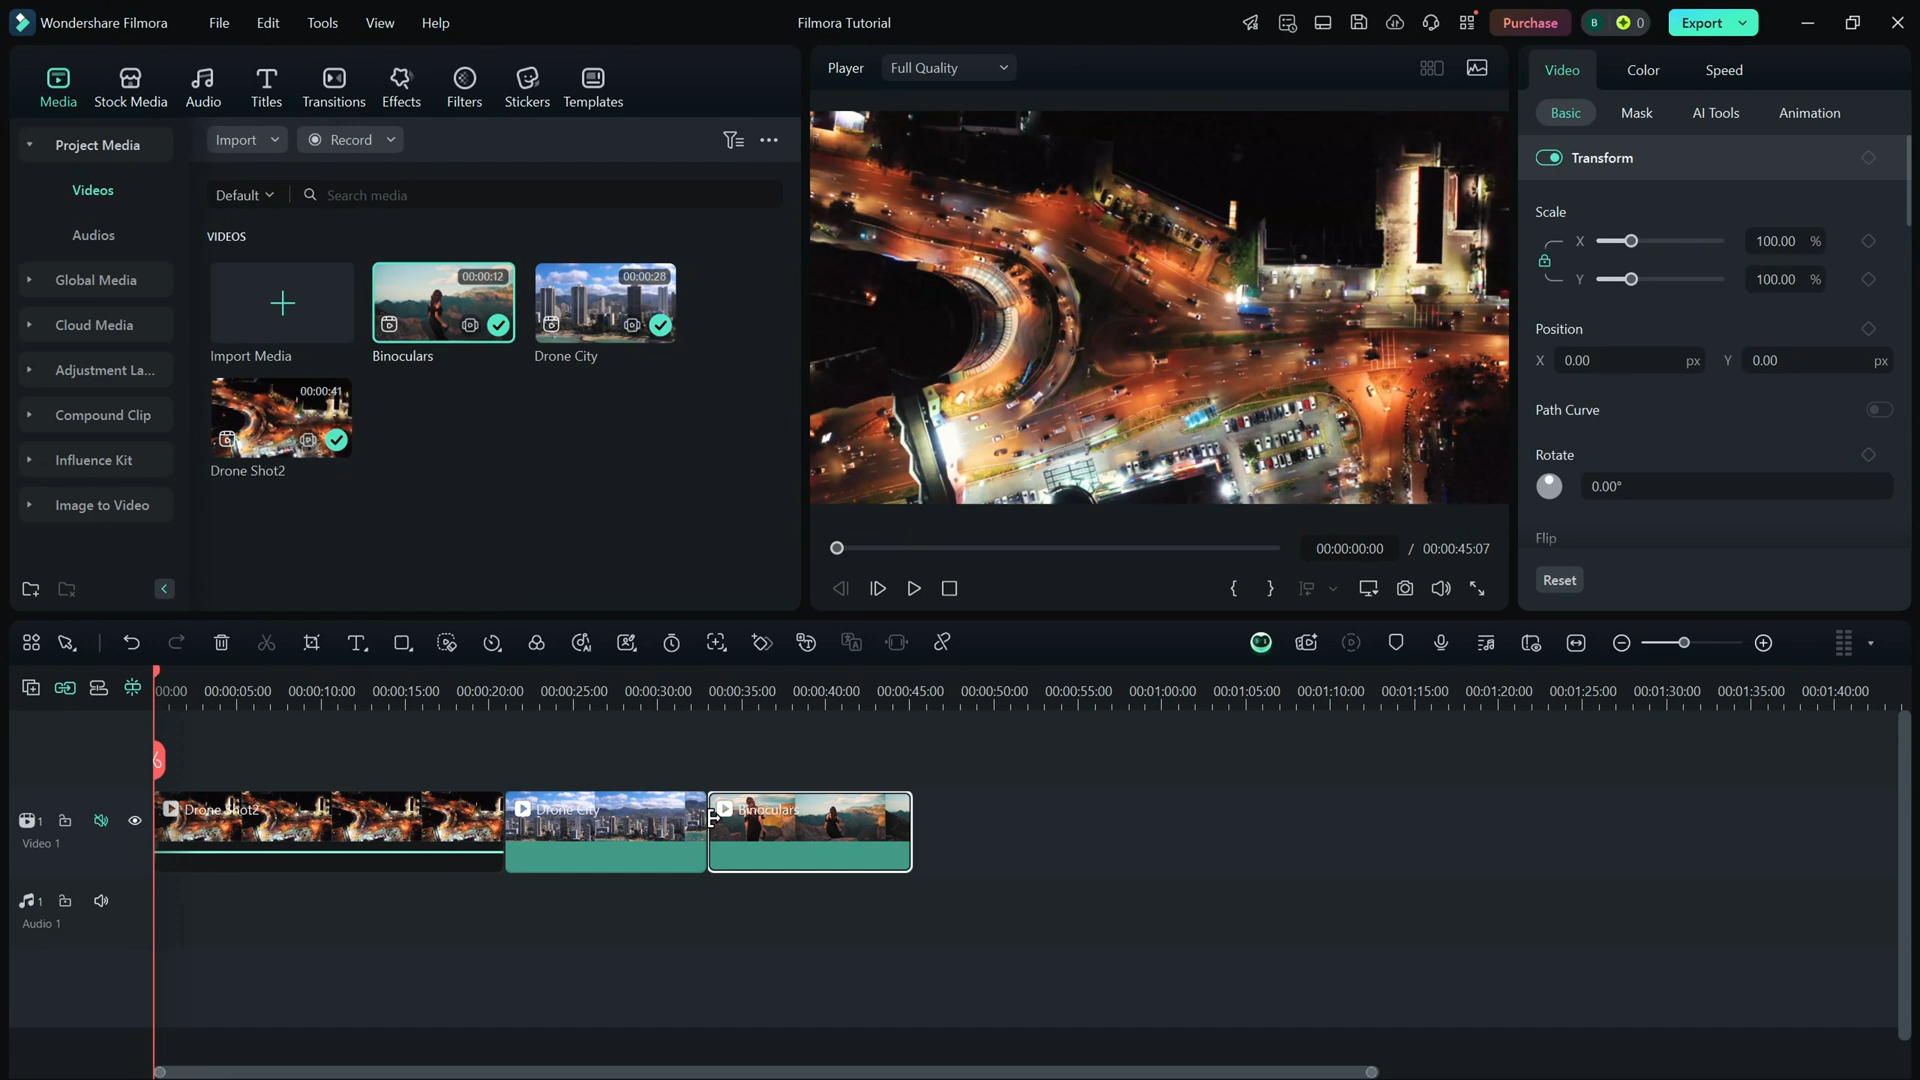 Wondershare Filmora
File
Edit
Tools
View
Help
Filmora Tutorial
Purchase
B
0
Export
Media
Stock Media
Audio
Titles
Transitions
Effects
Filters
Stickers
Templates
Player
Full Quality
Video
Color
Speed
Basic
Mask
AI Tools
Animation
Project Media
Videos
Audios
Global Media
Cloud Media
Adjustment La...
Compound Clip
Influence Kit
Image to Video
Import
Record
Default
Search media
VIDEOS
Import Media
00:00:12
Binoculars
00:00:28
Drone City
00:00:41
Drone Shot2
00:00:00:00 / 00:00:45:07
Transform
Scale
X 100.00 %
Y 100.00 %
Position
X 0.00 px Y 0.00 px
Path Curve
Rotate
0.00°
Flip
Reset
00:00 00:00:05:00 00:00:10:00 00:00:15:00 00:00:20:00 00:00:25:00 00:00:30:00 00:00:35:00 00:00:40:00 00:00:45:00 00:00:50:00 00:00:55:00 00:01:00:00 00:01:05:00 00:01:10:00 00:01:15:00 00:01:20:00 00:01:25:00 00:01:30:00 00:01:35:00 00:01:40:00
Drone Shot2
Drone City
Binoculars
1
Video 1
1
Audio 1